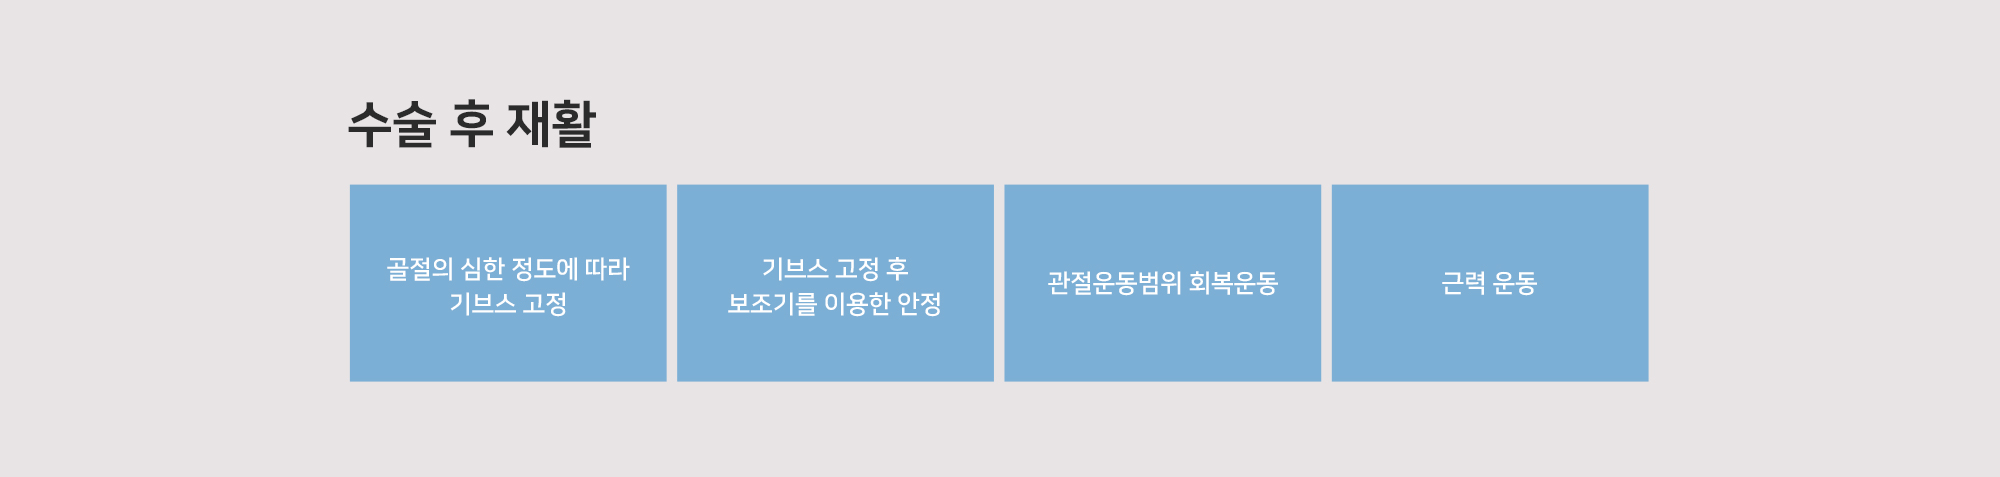 수술 후 재활
골절의 심한 정도에 따라
기브스 고정
기브스 고정 후
보조기를 이용한 안정
관절운동범위 회복운동
근력 운동